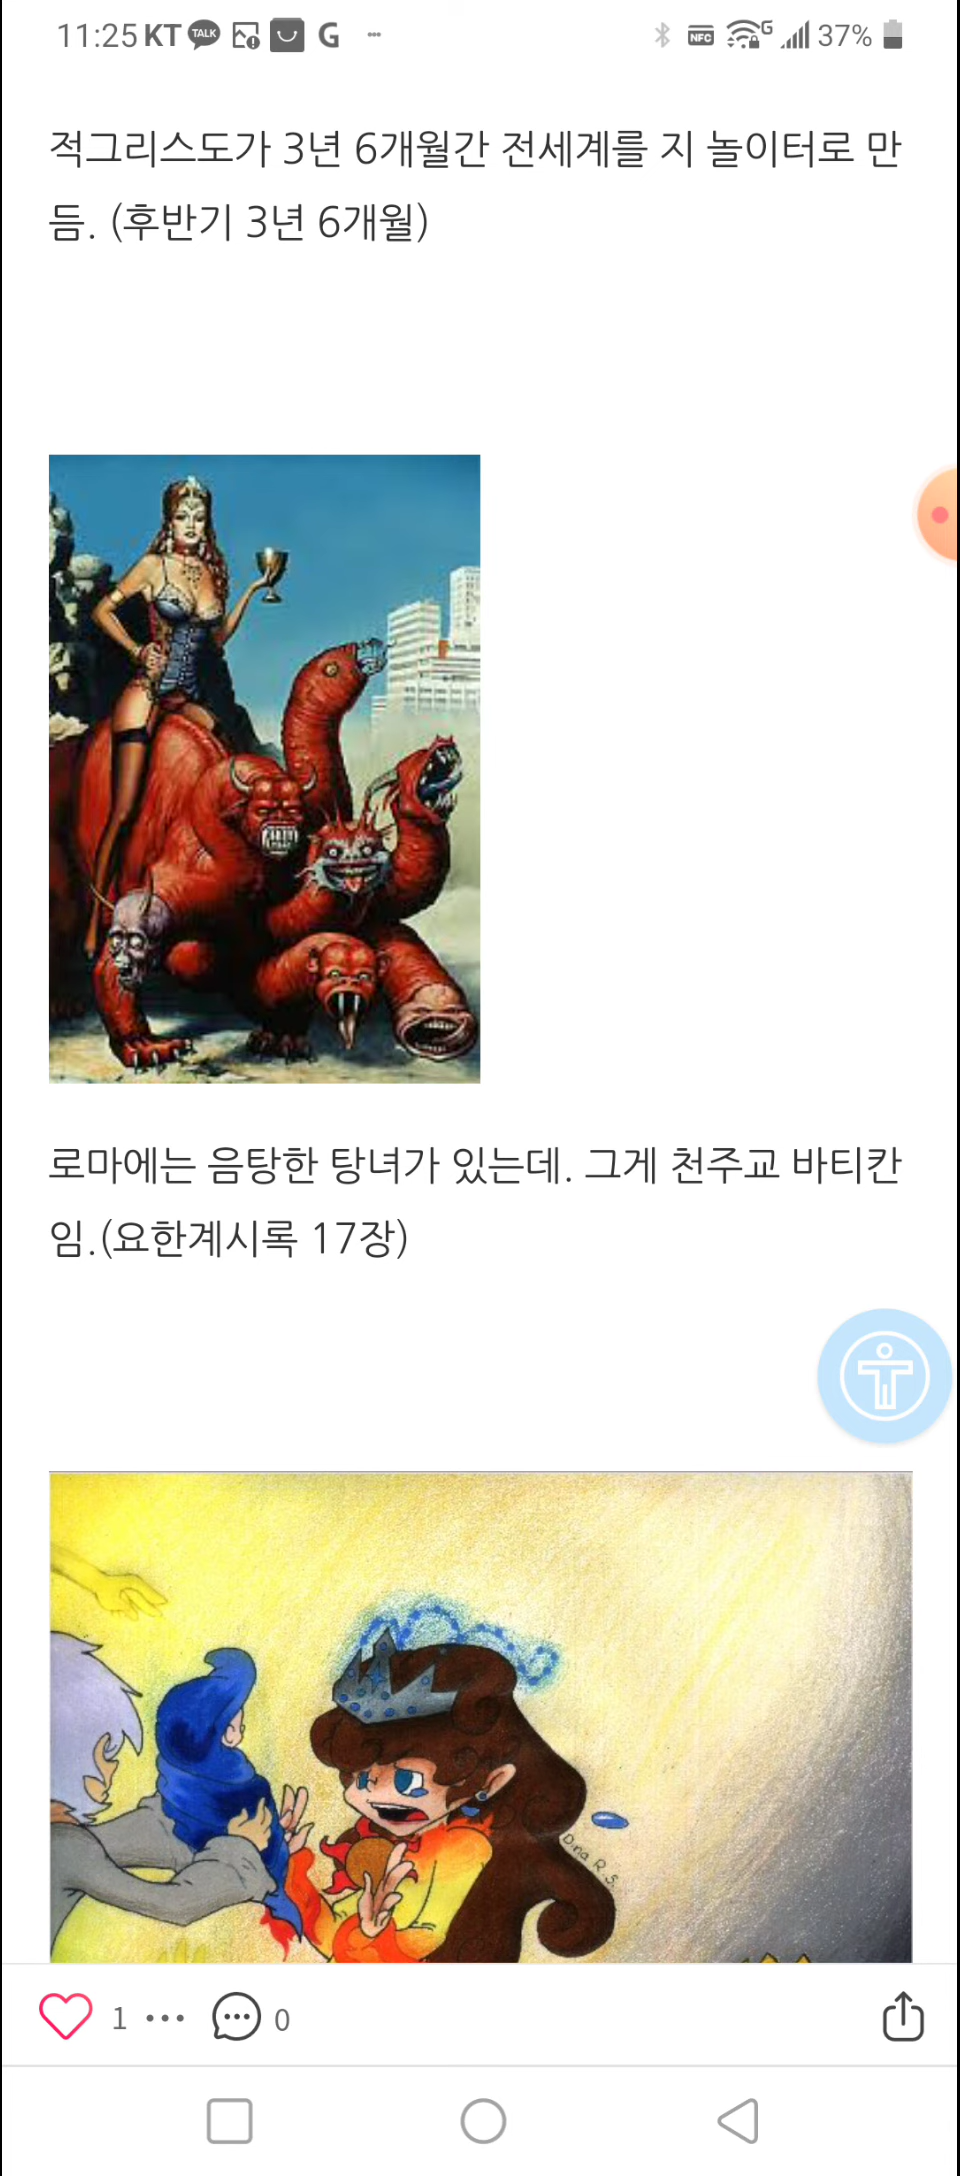 11:25 KT TALK G NFC G 37%
적그리스도가 3년 6개월간 전세계를 지 놀이터로 만
듬. (후반기 3년 6개월)
로마에는 음탕한 탕녀가 있는데. 그게 천주교 바티칸
임.(요한계시록 17장)
Dina R.S.
1 0